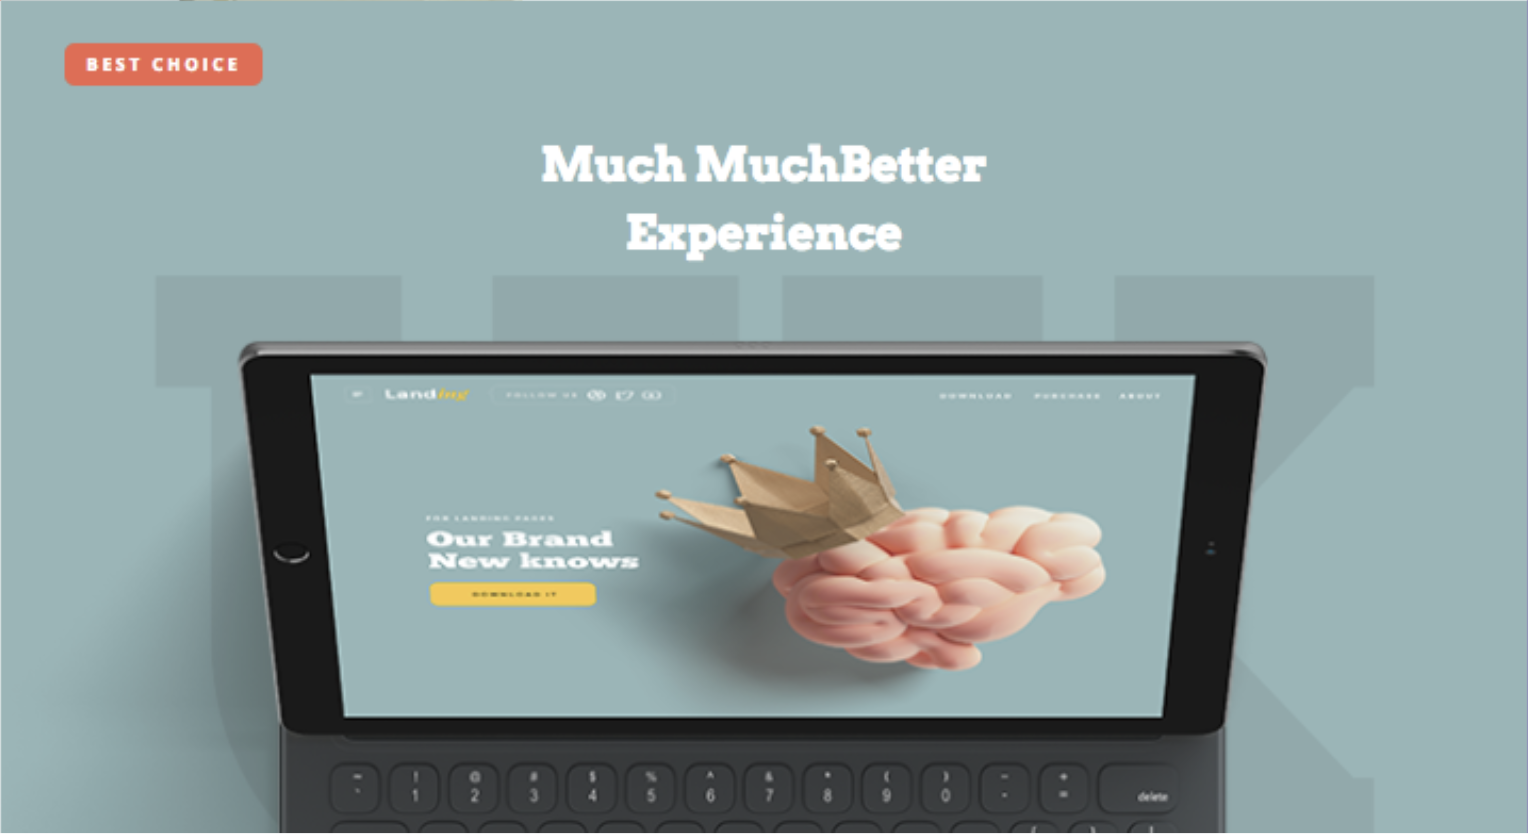 BEST CHOICE
Much MuchBetter
Experience
Landing
FOLLOW US
DOWNLOAD PURCHASE ABOUT
FOR LANDING PAGES
Our Brand
New knows
DOWNLOAD IT
~ ! @ # $ % ^ & * ( ) – +
` 1 2 3 4 5 6 7 8 9 0 - = delete